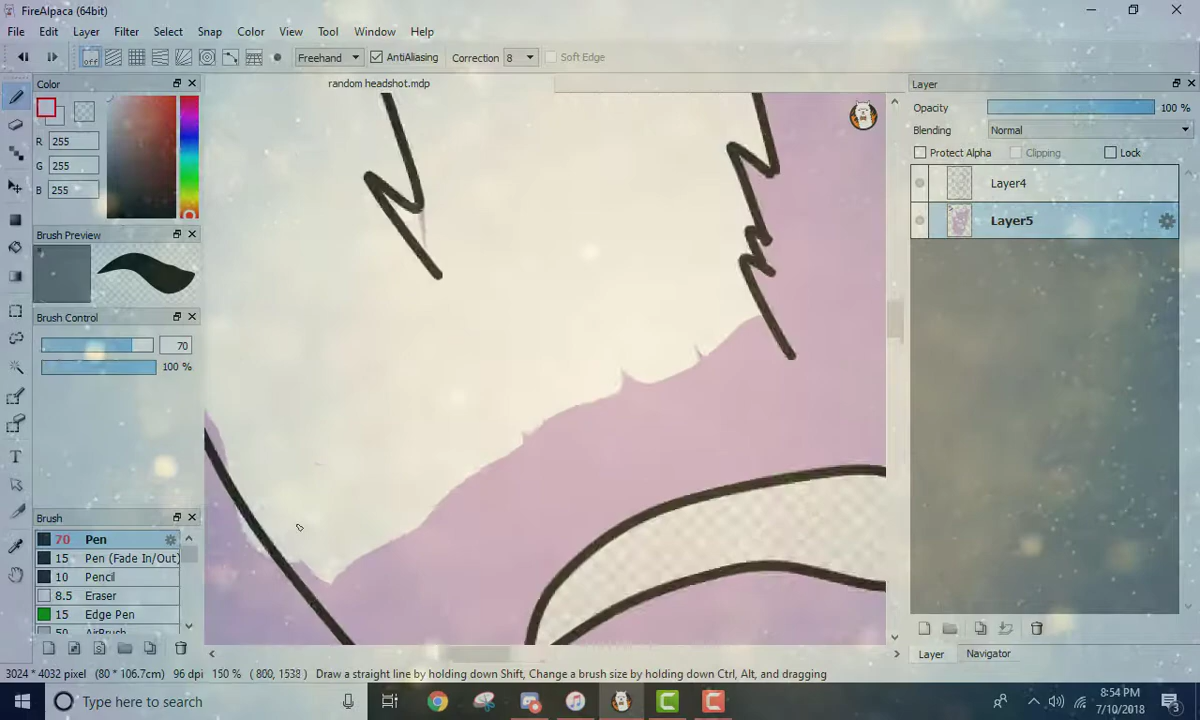 FireAlpaca (64bit)
File Edit Layer Filter Select Snap Color View Tool Window Help
off Freehand AntiAliasing Correction 8 Soft Edge
Color random headshot.mdp Layer
Opacity 100 %
R 255
Blending Normal
G 255
Protect Alpha Clipping Lock
B 255
Layer4
Layer5
Brush Preview
Brush Control
70
100 %
Brush
70 Pen
15 Pen (Fade In/Out)
10 Pencil
8.5 Eraser
15 Edge Pen
50 AirBrush
Layer Navigator
3024 * 4032 pixel (80 * 106.7cm) 96 dpi 150 % ( 800, 1538 ) Draw a straight line by holding down Shift, Change a brush size by holding down Ctrl, Alt, and dragging
Type here to search
8:54 PM
7/10/2018
3